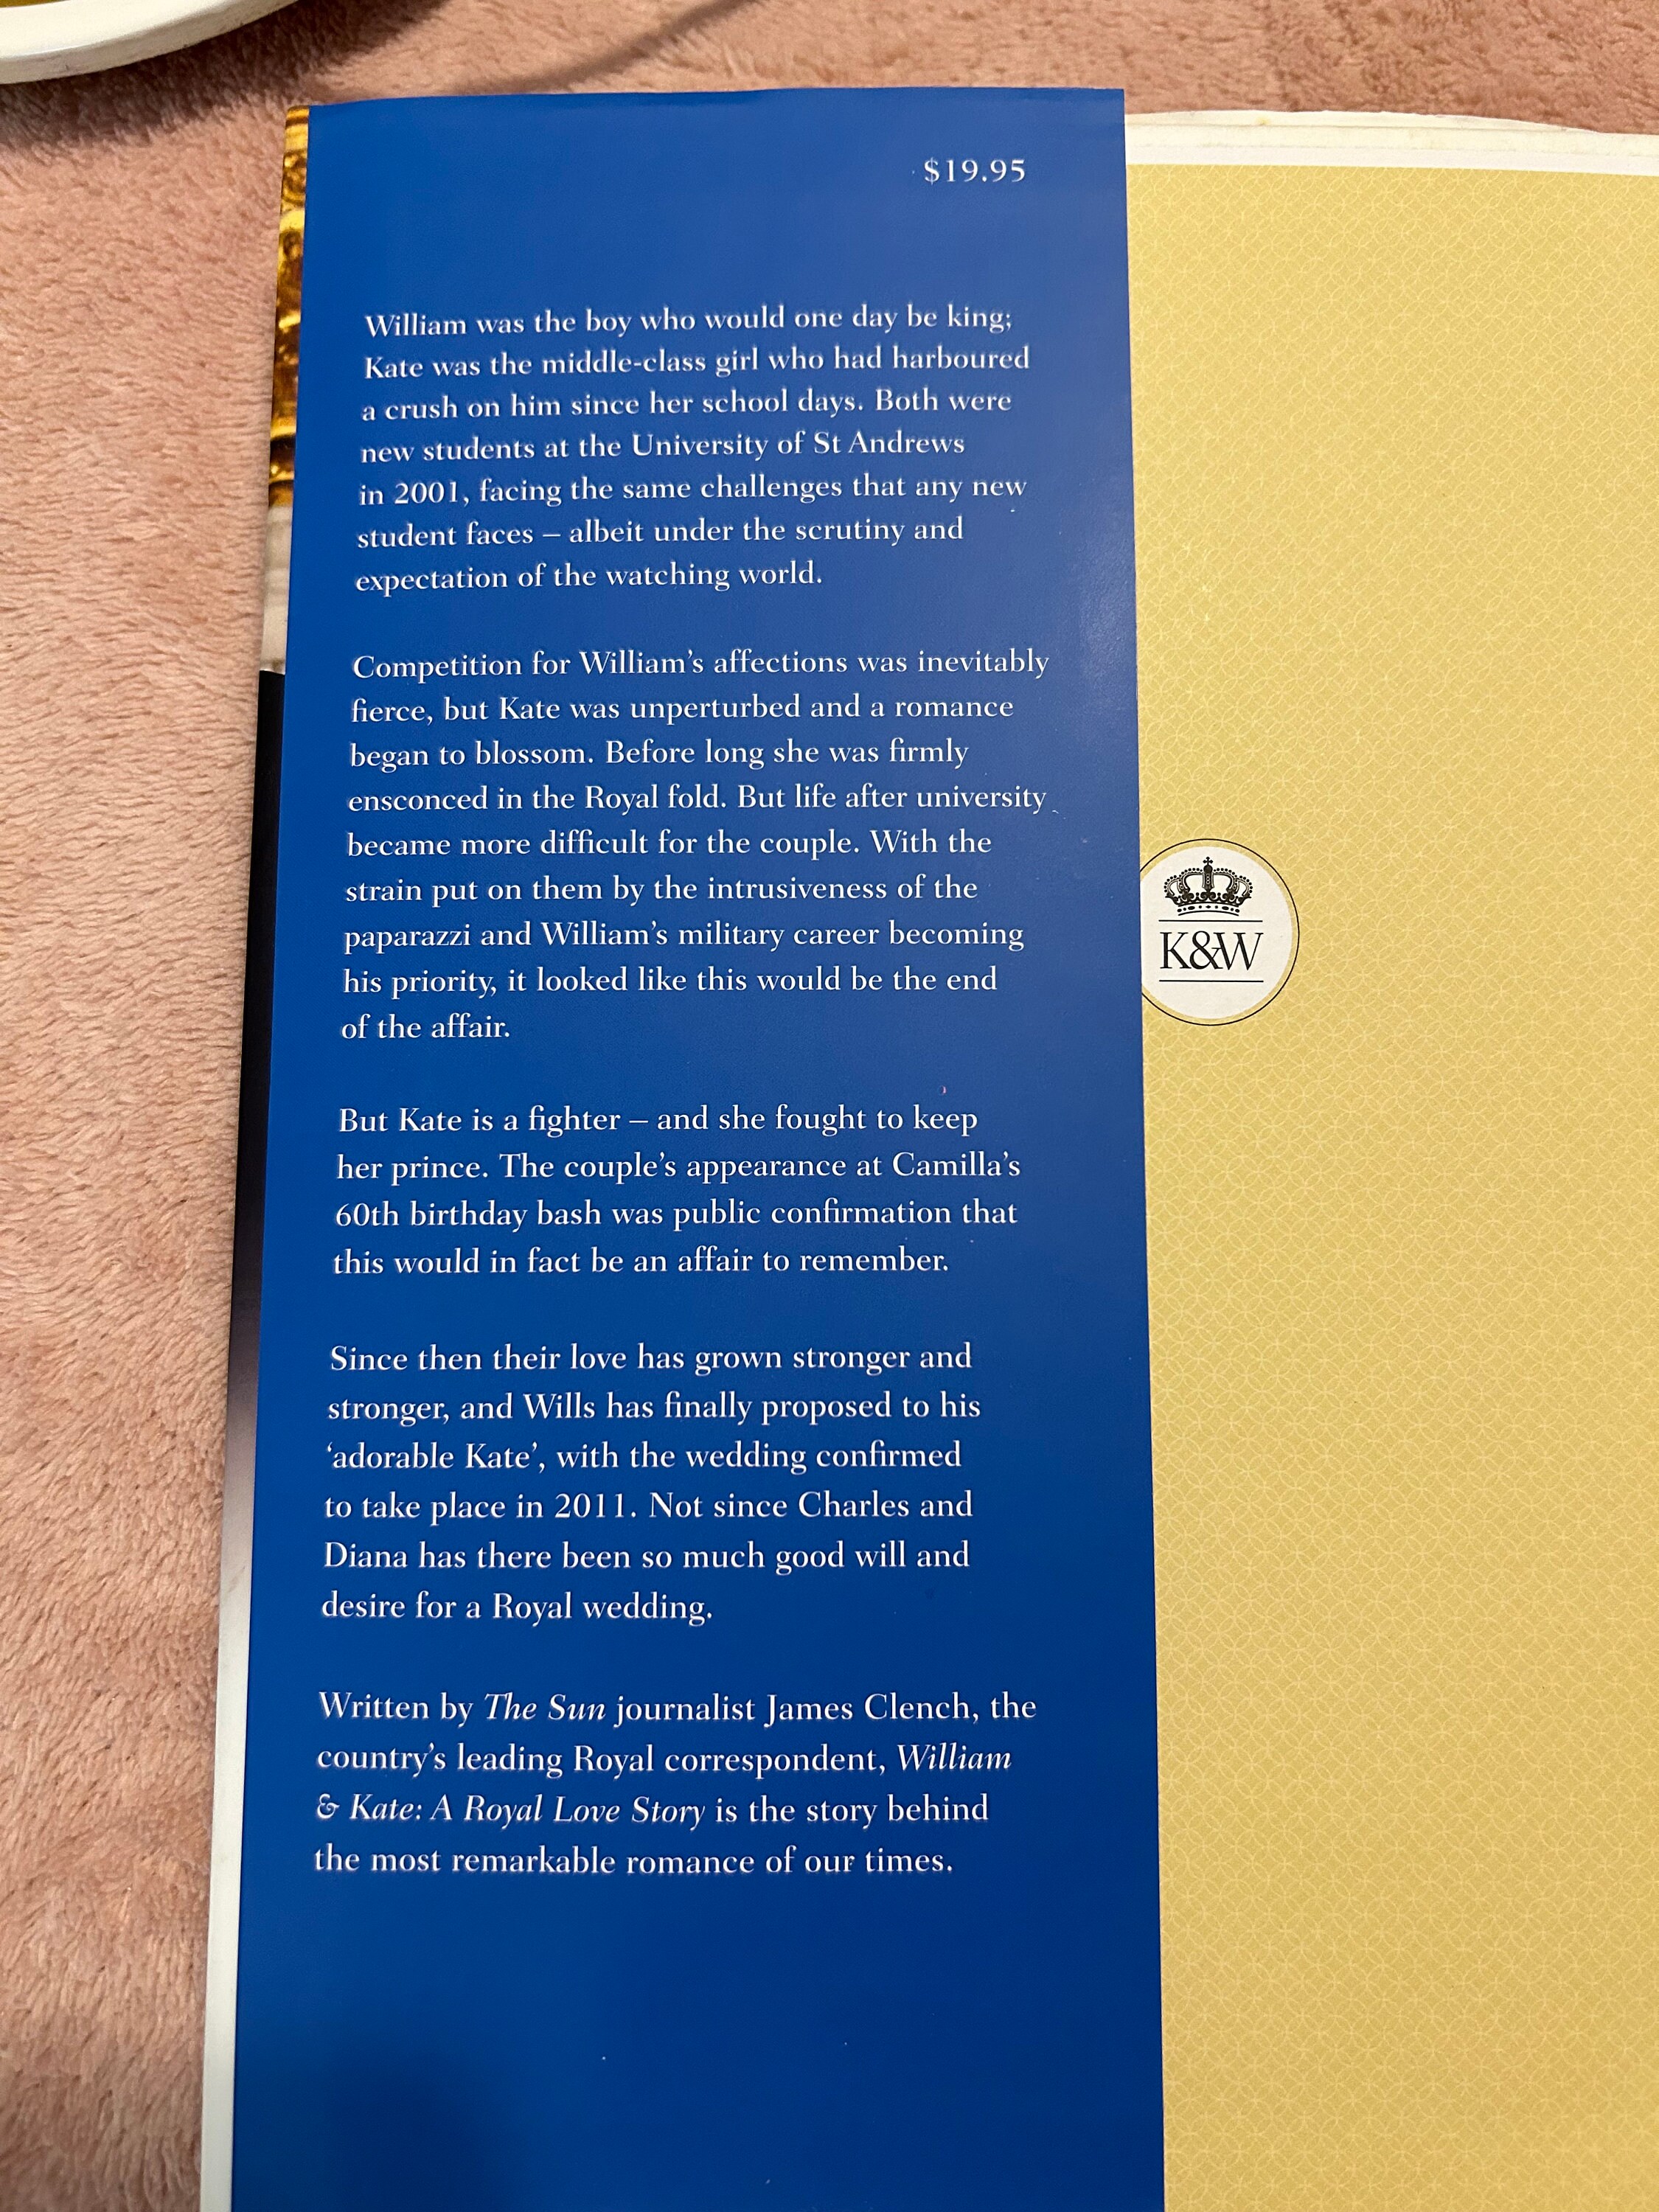 $19.95
William was the boy who would one day be king;
Kate was the middle-class girl who had harboured
a crush on him since her school days. Both were
new students at the University of St Andrews
in 2001, facing the same challenges that any new
student faces – albeit under the scrutiny and
expectation of the watching world.
Competition for William’s affections was inevitably
fierce, but Kate was unperturbed and a romance
began to blossom. Before long she was firmly
ensconced in the Royal fold. But life after university
became more difficult for the couple. With the
strain put on them by the intrusiveness of the
paparazzi and William’s military career becoming
his priority, it looked like this would be the end
of the affair.
But Kate is a fighter – and she fought to keep
her prince. The couple’s appearance at Camilla’s
60th birthday bash was public confirmation that
this would in fact be an affair to remember.
Since then their love has grown stronger and
stronger, and Wills has finally proposed to his
‘adorable Kate’, with the wedding confirmed
to take place in 2011. Not since Charles and
Diana has there been so much good will and
desire for a Royal wedding.
Written by The Sun journalist James Clench, the
country’s leading Royal correspondent, William
& Kate: A Royal Love Story is the story behind
the most remarkable romance of our times.
K&W